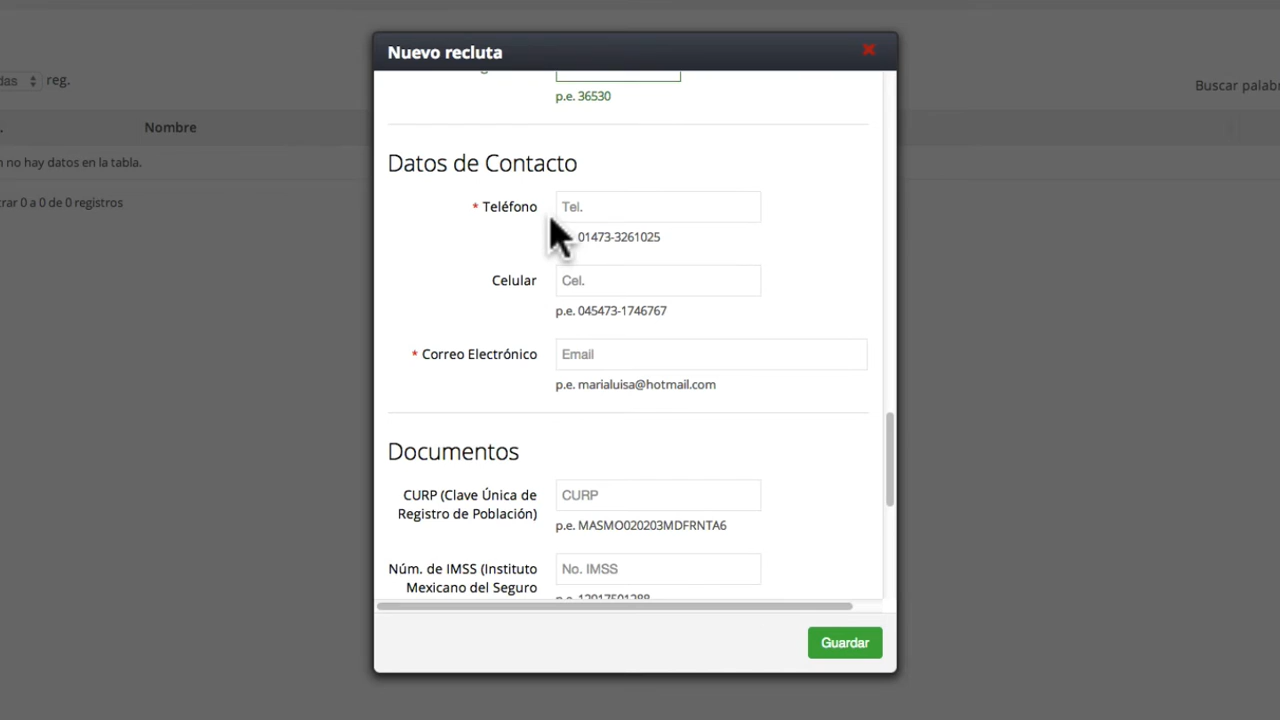 Nuevo recluta
das
reg.
Buscar palab
p.e. 36530
Nombre
n no hay datos en la tabla.
trar 0 a 0 de 0 registros
Datos de Contacto
* Teléfono
Tel.
01473-3261025
Celular
Cel.
p.e. 045473-1746767
* Correo Electrónico
Email
p.e. marialuisa@hotmail.com
Documentos
CURP (Clave Única de
Registro de Población)
CURP
p.e. MASMO020203MDFRNTA6
Núm. de IMSS (Instituto
Mexicano del Seguro
No. IMSS
Guardar